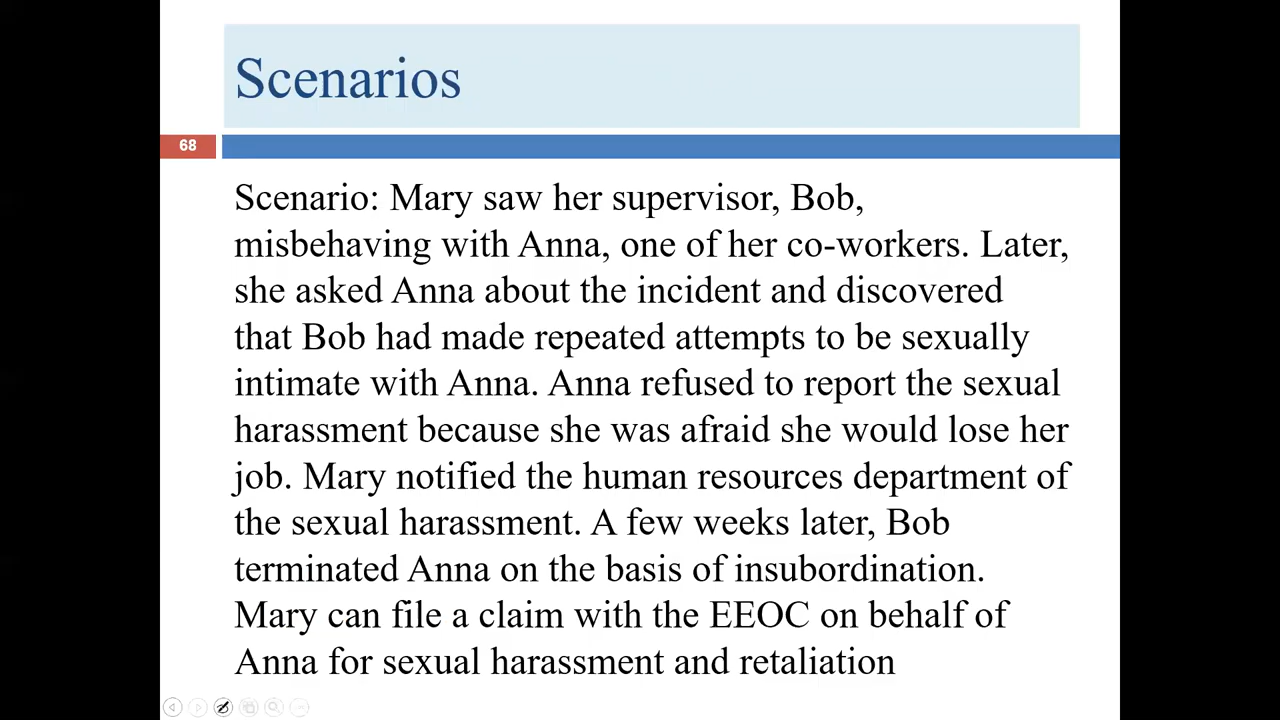 Scenarios
68
Scenario: Mary saw her supervisor, Bob,
misbehaving with Anna, one of her co-workers. Later,
she asked Anna about the incident and discovered
that Bob had made repeated attempts to be sexually
intimate with Anna. Anna refused to report the sexual
harassment because she was afraid she would lose her
job. Mary notified the human resources department of
the sexual harassment. A few weeks later, Bob
terminated Anna on the basis of insubordination.
Mary can file a claim with the EEOC on behalf of
Anna for sexual harassment and retaliation